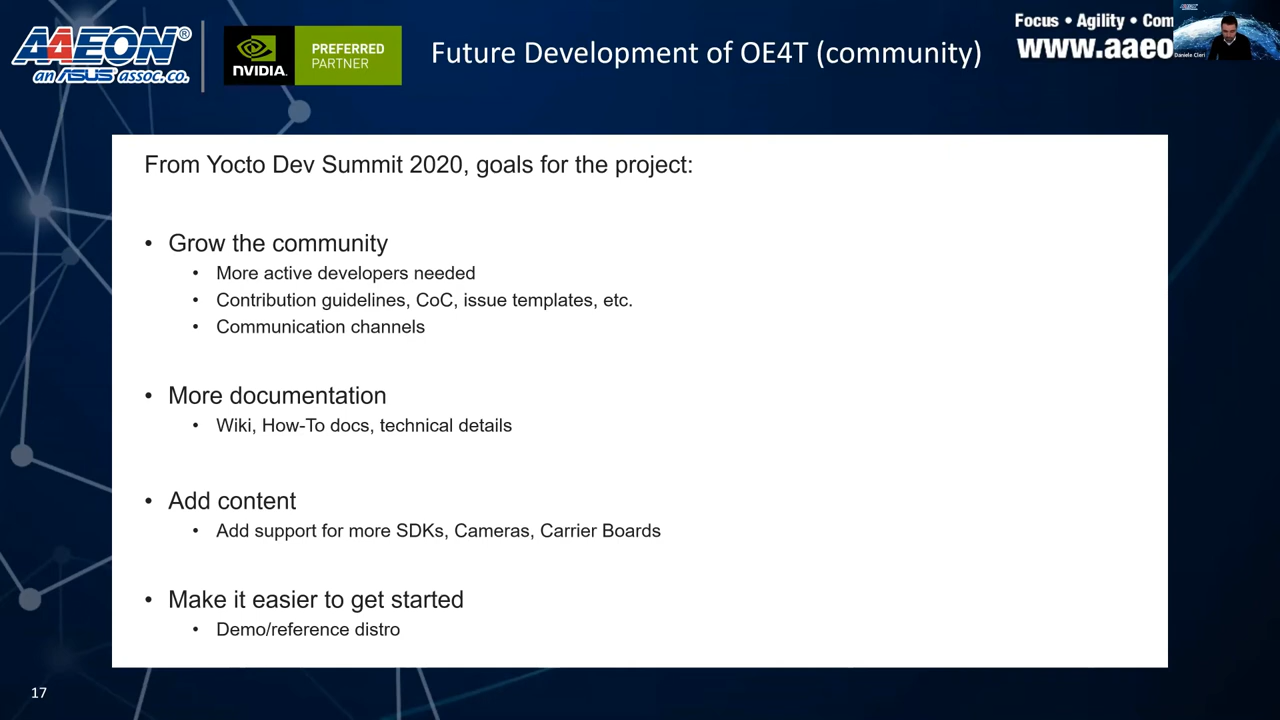 AAEON®
an ASUS assoc. co.
NVIDIA.
PREFERRED
PARTNER
Future Development of OE4T (community)
Focus • Agility • Com
www.aaeo
Daniele Cleri
From Yocto Dev Summit 2020, goals for the project:
• Grow the community
• More active developers needed
• Contribution guidelines, CoC, issue templates, etc.
• Communication channels
• More documentation
• Wiki, How-To docs, technical details
• Add content
• Add support for more SDKs, Cameras, Carrier Boards
• Make it easier to get started
• Demo/reference distro
17